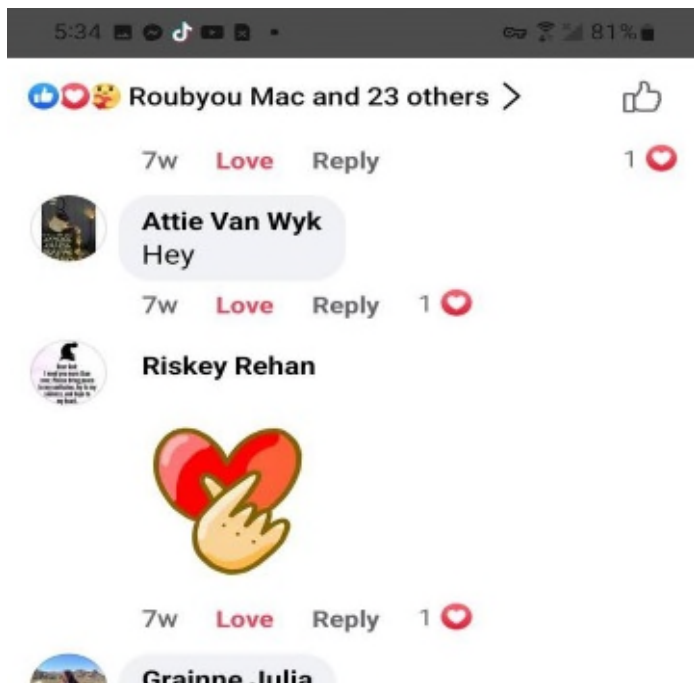 5:34 81%
Roubyou Mac and 23 others
7w Love Reply 1
Attie Van Wyk
Hey
7w Love Reply 1
Riskey Rehan
7w Love Reply 1
Grainne Julia